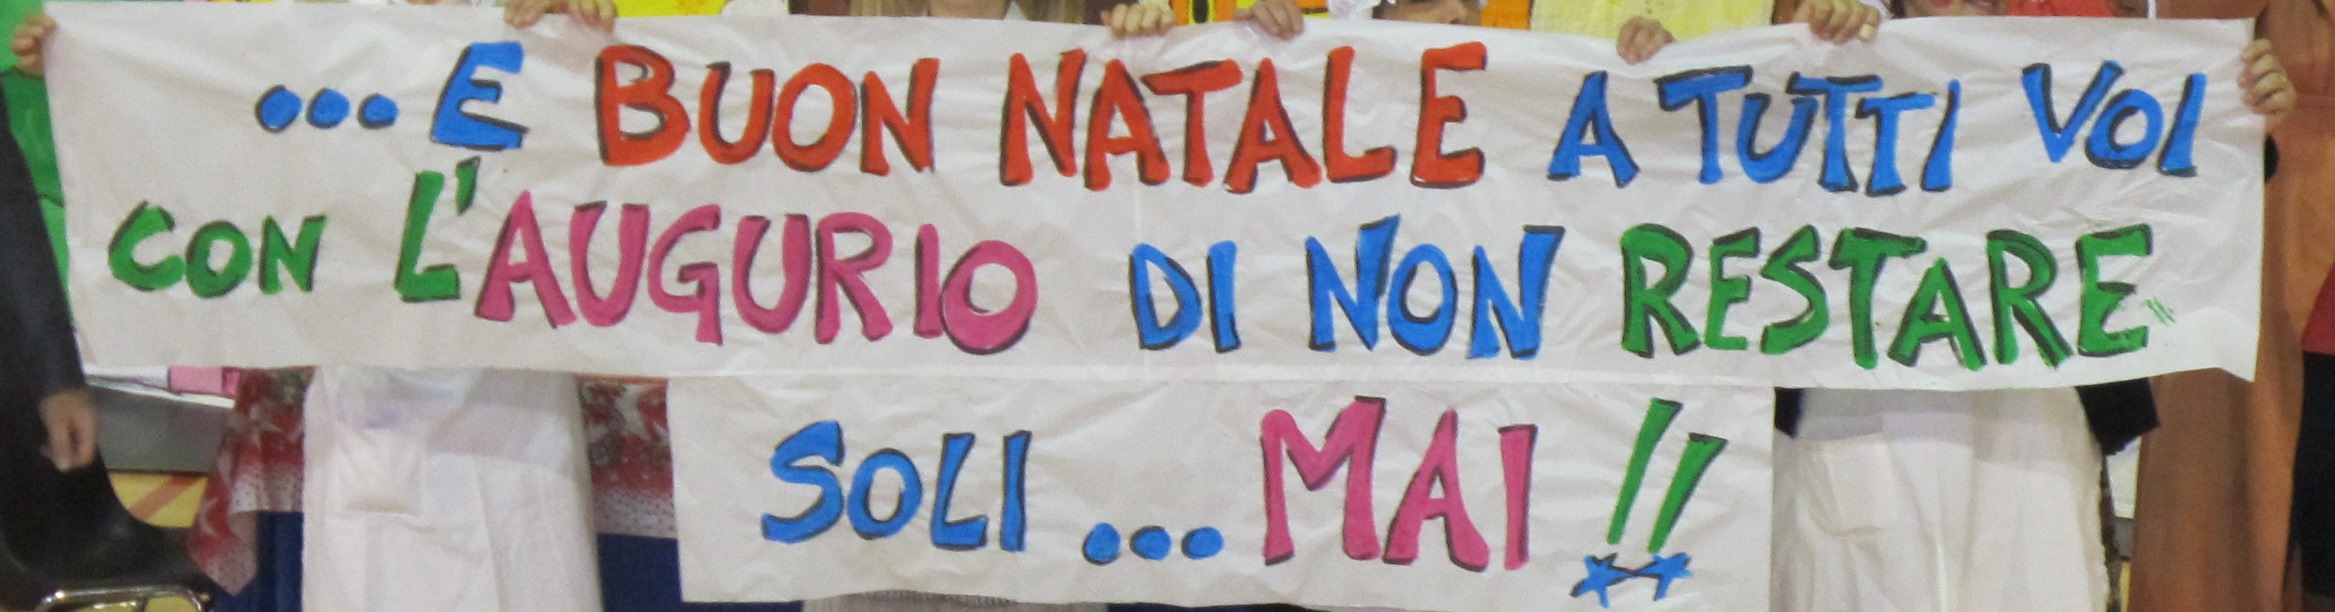 ...E BUON NATALE A TUTTI VOI
CON L'AUGURIO DI NON RESTARE
SOLI...MAI!!